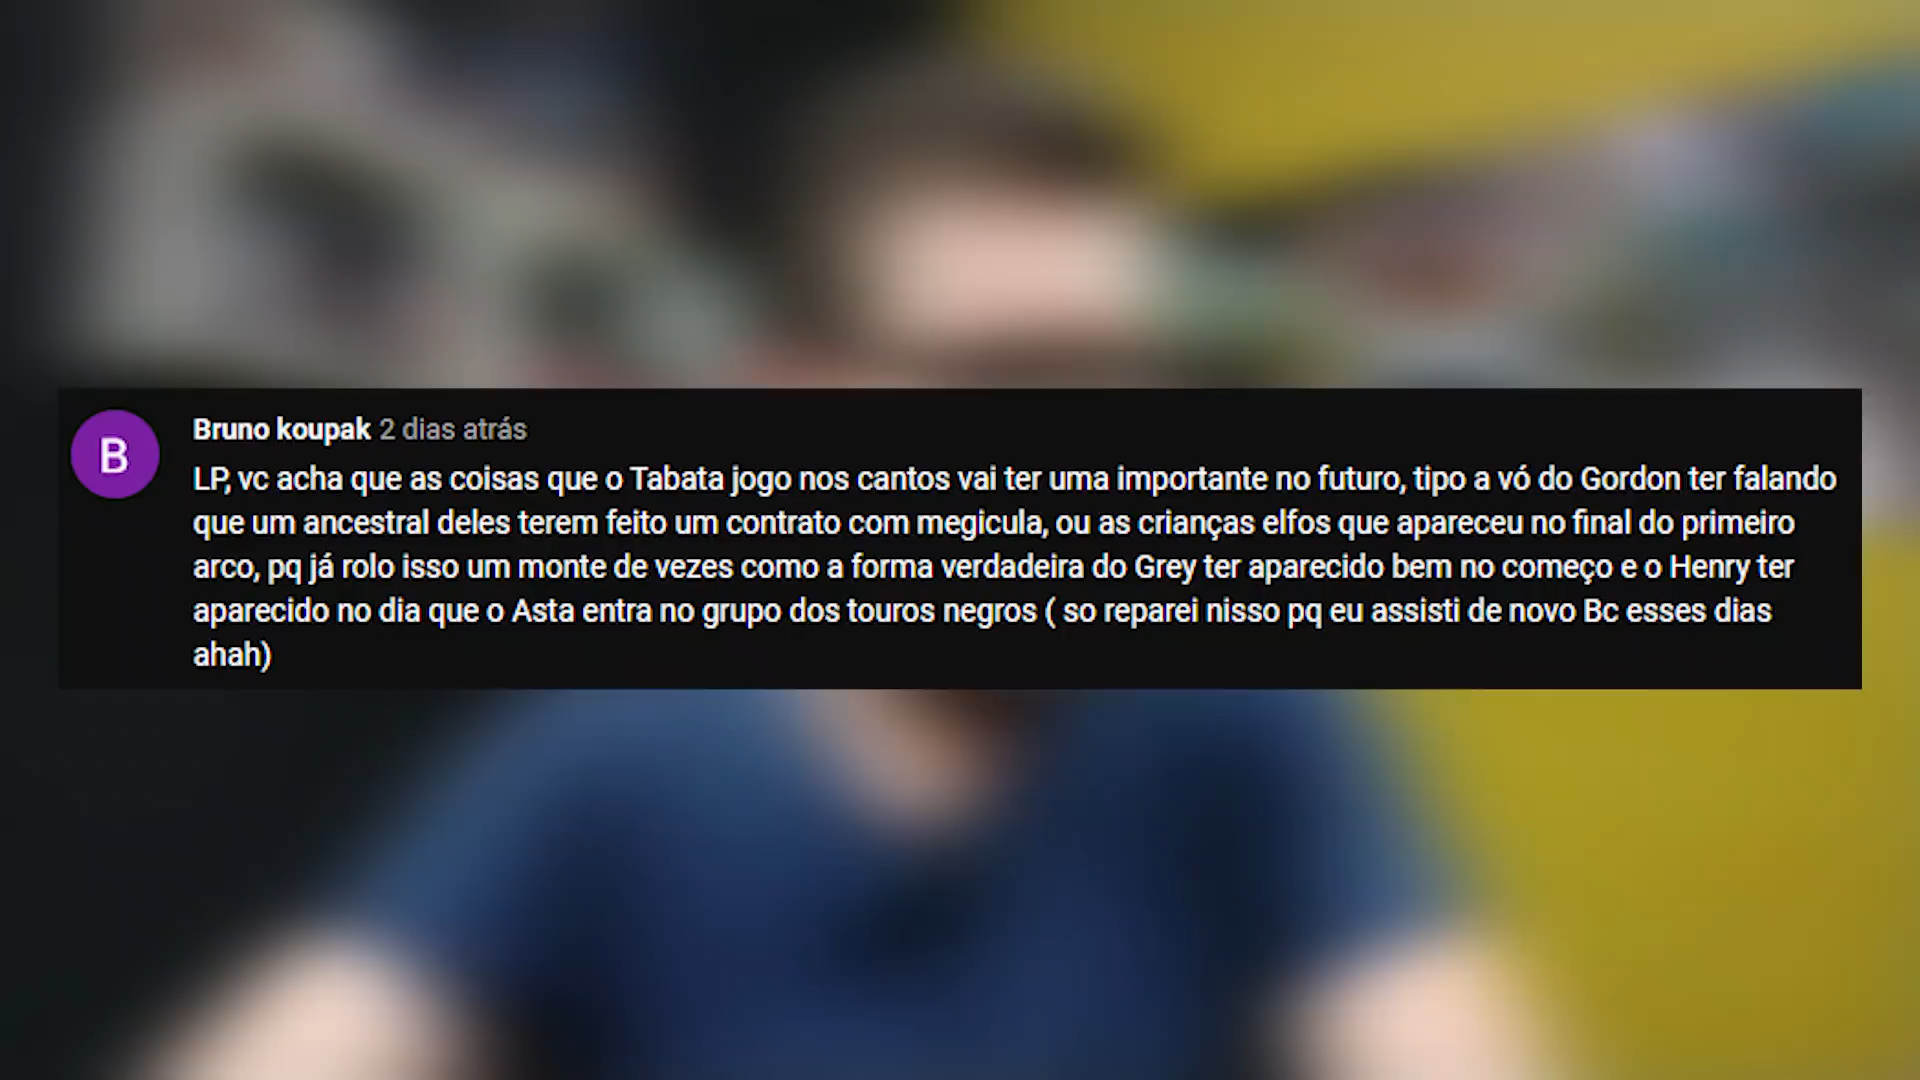 B
Bruno koupak 2 dias atrás
LP, vc acha que as coisas que o Tabata jogo nos cantos vai ter uma importante no futuro, tipo a vó do Gordon ter falando
que um ancestral deles terem feito um contrato com megicula, ou as crianças elfos que apareceu no final do primeiro
arco, pq já rolo isso um monte de vezes como a forma verdadeira do Grey ter aparecido bem no começo e o Henry ter
aparecido no dia que o Asta entra no grupo dos touros negros ( so reparei nisso pq eu assisti de novo Bc esses dias
ahah)